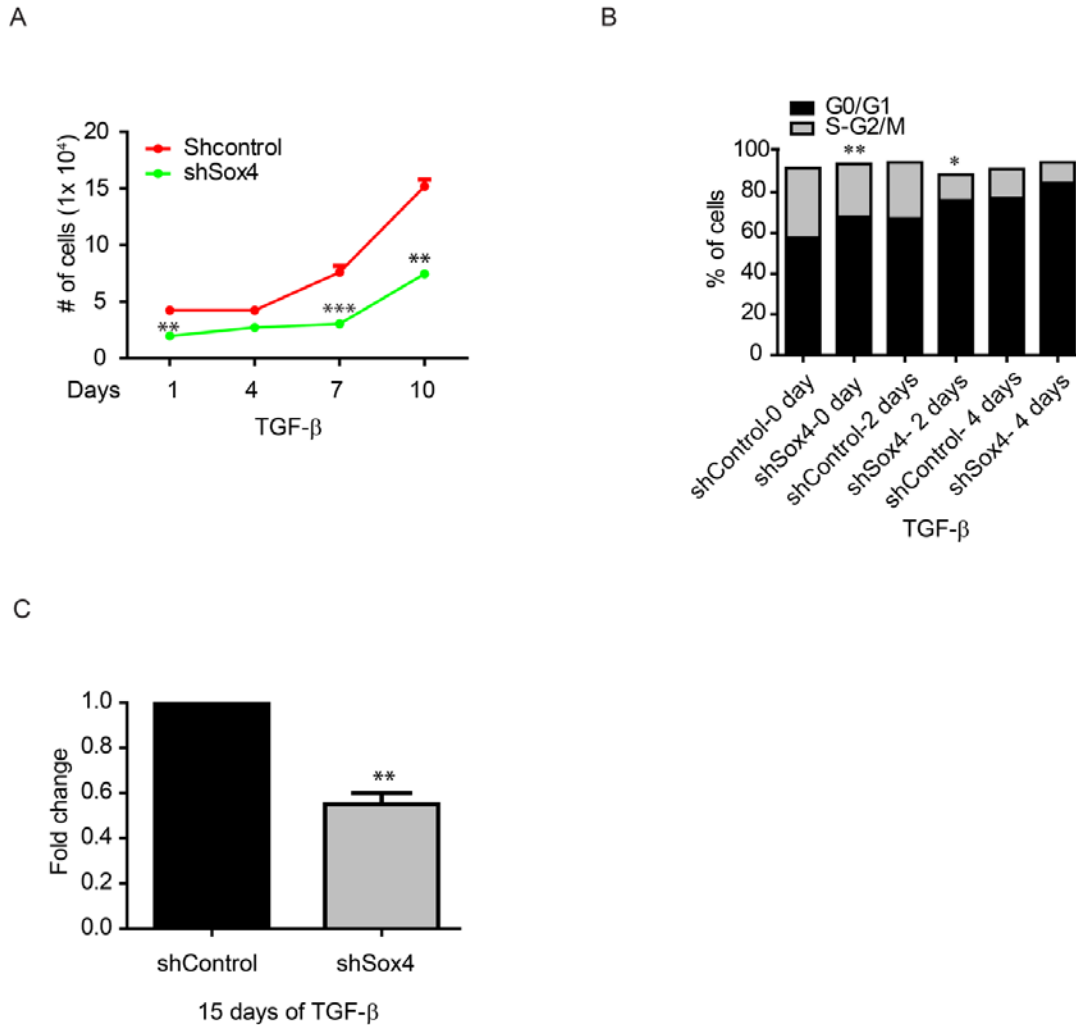 A
20
15
10
5
0
# of cells (1x 10⁴)
Shcontrol
shSox4
**
***
**
Days 1 4 7 10
TGF-β
B
G0/G1
S-G2/M
100
80
60
40
20
0
% of cells
**
*
shControl-0 day
shSox4-0 day
shControl-2 days
shSox4- 2 days
shControl- 4 days
shSox4- 4 days
TGF-β
C
1.0
0.8
0.6
0.4
0.2
0.0
Fold change
**
shControl shSox4
15 days of TGF-β